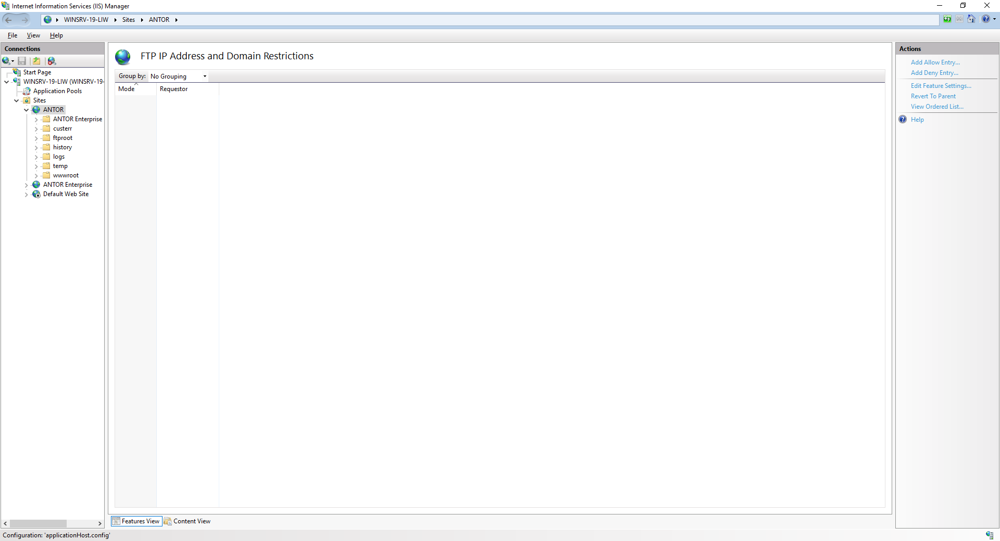 Internet Information Services (IIS) Manager
WINSRV-19-LIW Sites ANTOR
File View Help
Connections
Start Page
WINSRV-19-LIW (WINSRV-19-
Application Pools
Sites
ANTOR
ANTOR Enterprise
custerr
ftproot
history
logs
temp
wwwroot
ANTOR Enterprise
Default Web Site
FTP IP Address and Domain Restrictions
Group by: No Grouping
Mode Requestor
Features View Content View
Actions
Add Allow Entry...
Add Deny Entry...
Edit Feature Settings...
Revert To Parent
View Ordered List...
Help
Configuration: 'applicationHost.config'